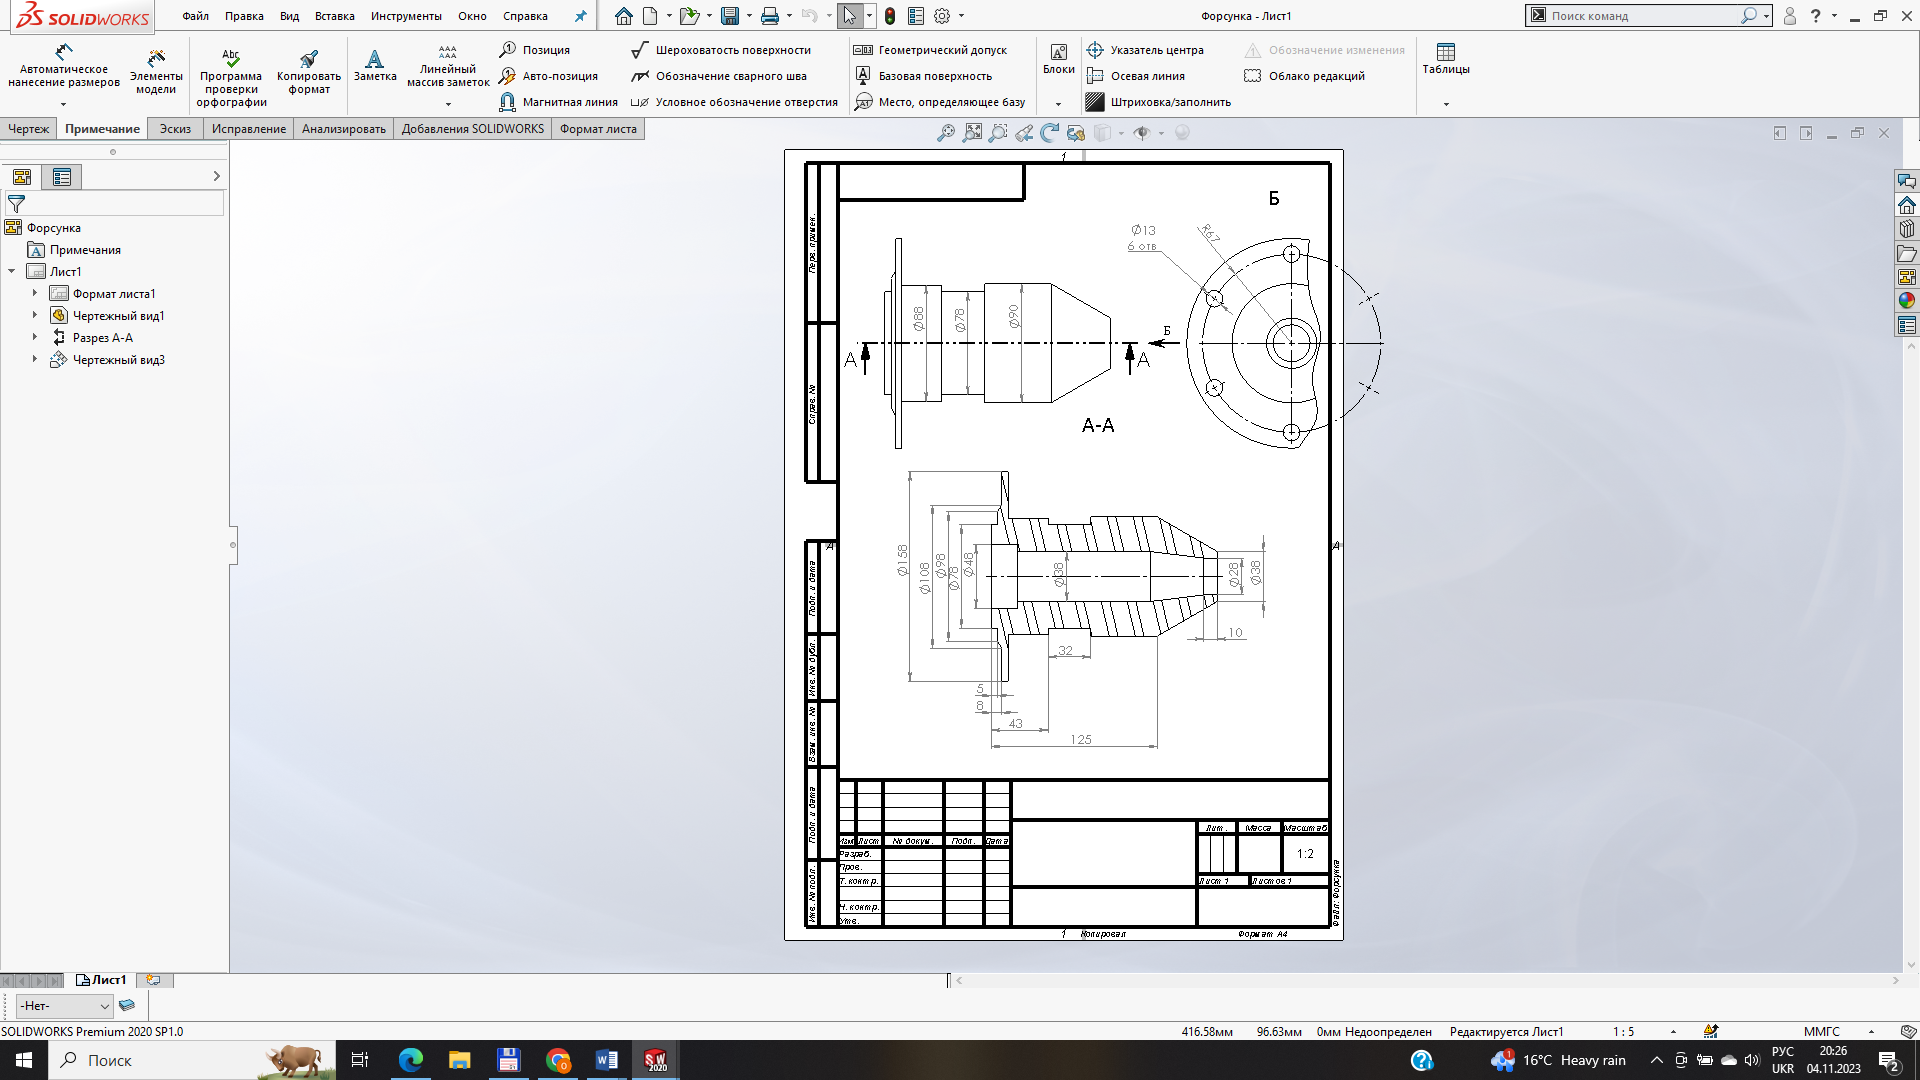 SOLIDWORKS
Файл Правка Вид Вставка Инструменты Окно Справка
Форсунка - Лист1
Поиск команд
Автоматическое нанесение размеров
Элементы модели
Abc
Программа проверки орфографии
Копировать формат
Заметка
Линейный массив заметок
Позиция
Авто-позиция
Магнитная линия
Шероховатость поверхности
Обозначение сварного шва
Условное обозначение отверстия
Геометрический допуск
Базовая поверхность
Место, определяющее базу
Блоки
Указатель центра
Осевая линия
Штриховка/заполнить
Обозначение изменения
Облако редакций
Таблицы
Чертеж Примечание Эскиз Исправление Анализировать Добавления SOLIDWORKS Формат листа
Форсунка
Примечания
Лист1
Формат листа1
Чертежный вид1
Разрез А-А
Чертежный вид3
1
Б
Ø13
6 отв
R67
Ø88
Ø78
Ø90
А
А
Б
А-А
Ø158
Ø108
Ø98
Ø78
Ø48
Ø38
Ø28
Ø38
10
32
5
8
43
125
А
А
Перв. примен.
Справ. №
Подп. и дата
Инв. № дубл.
Взам. инв. №
Подп. и дата
Инв. № подл.
Изм Лист № докум. Подп. Дата
Разраб.
Пров.
Т.контр.
Н.контр.
Утв.
Лит. Масса Масштаб
1:2
Лист 1 Листов 1
Файл: Форсунка
1 Копировал Формат А4
Лист1
-Нет-
SOLIDWORKS Premium 2020 SP1.0
416.58мм 96.63мм 0мм Недоопределен Редактируется Лист1 1 : 5 ММГС
Поиск
16°C Heavy rain
РУС
UKR
20:26
04.11.2023
2